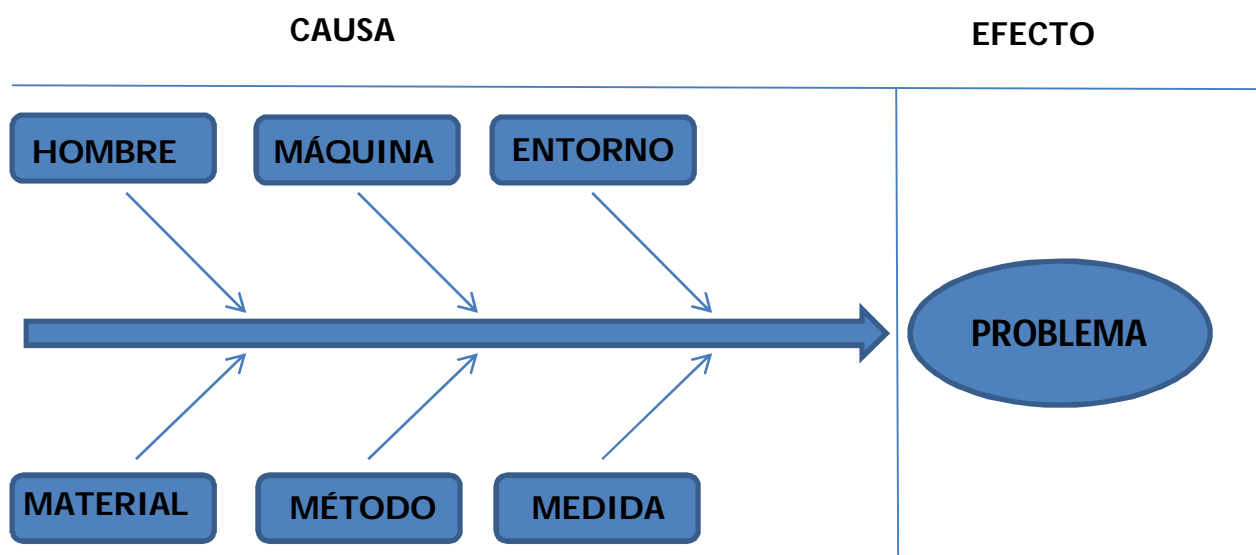 CAUSA
EFECTO
HOMBRE
MÁQUINA
ENTORNO
PROBLEMA
MATERIAL
MÉTODO
MEDIDA